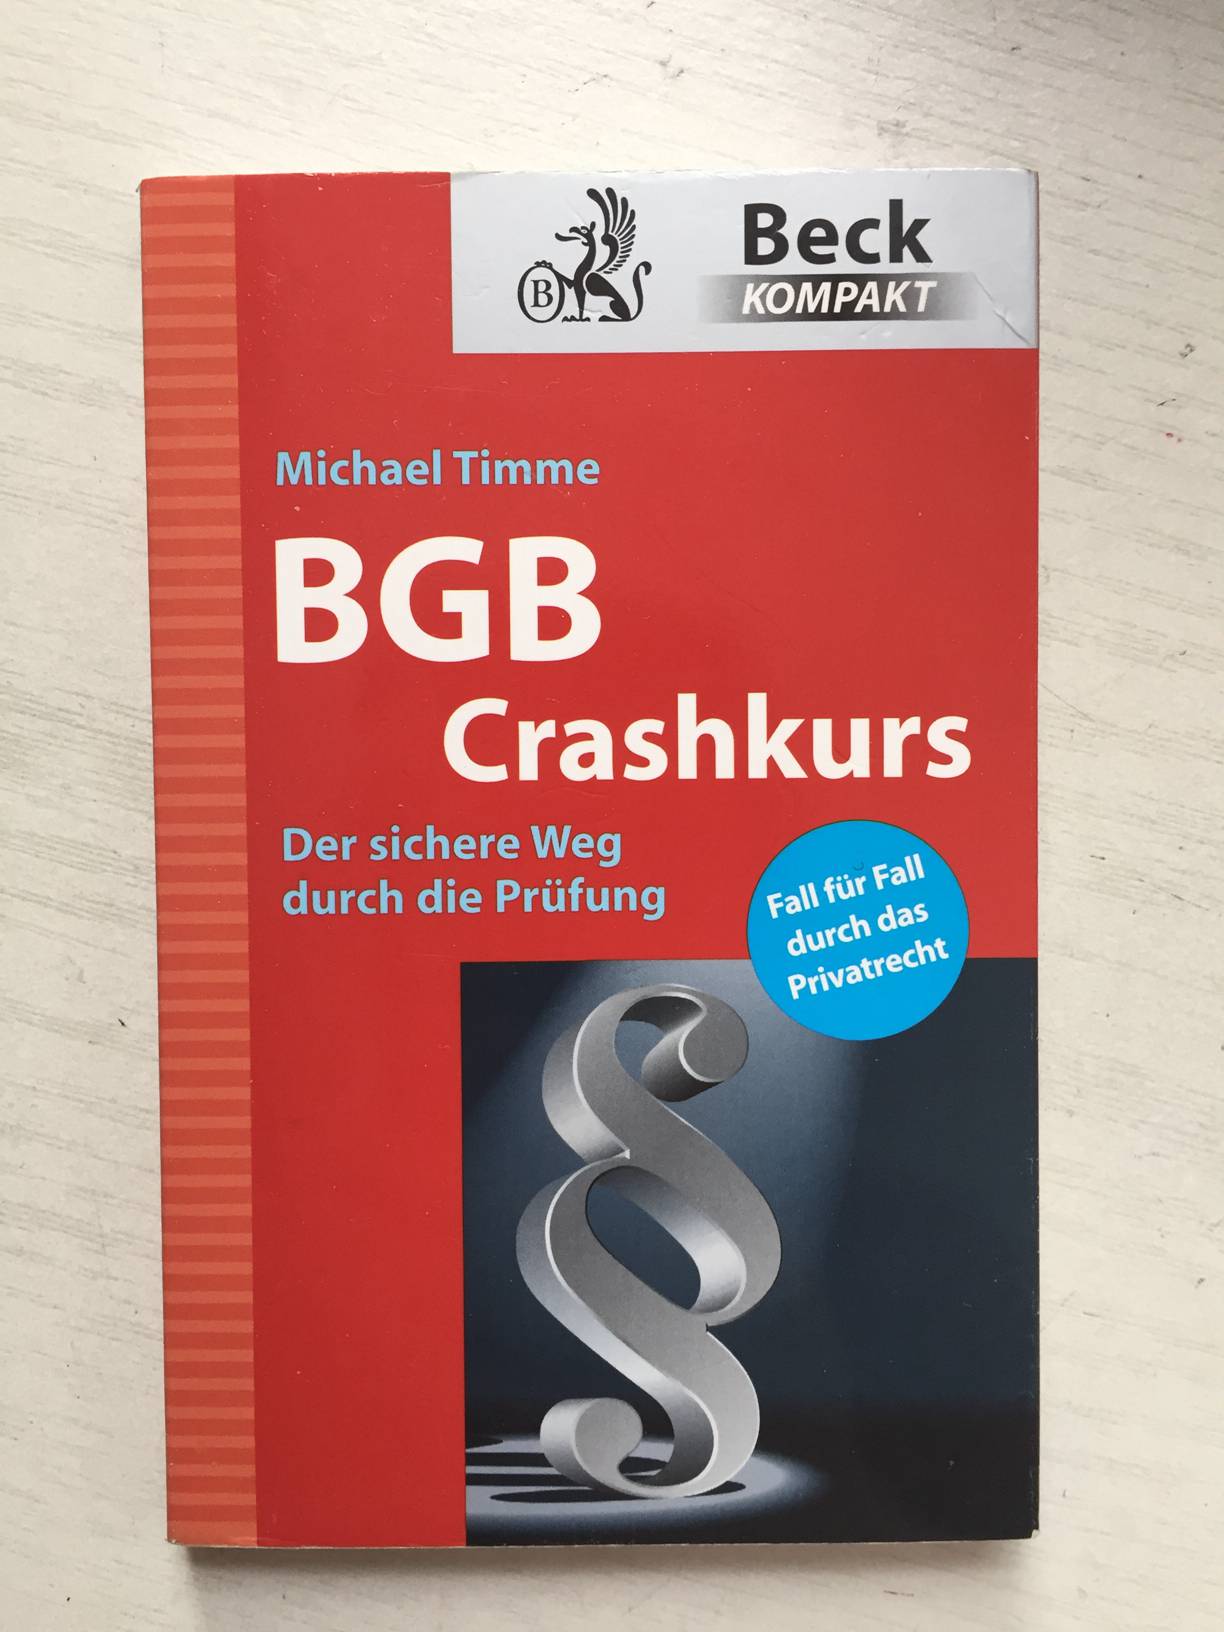 B
Beck
KOMPAKT
Michael Timme
BGB
Crashkurs
Der sichere Weg
durch die Prüfung
Fall für Fall
durch das
Privatrecht
§